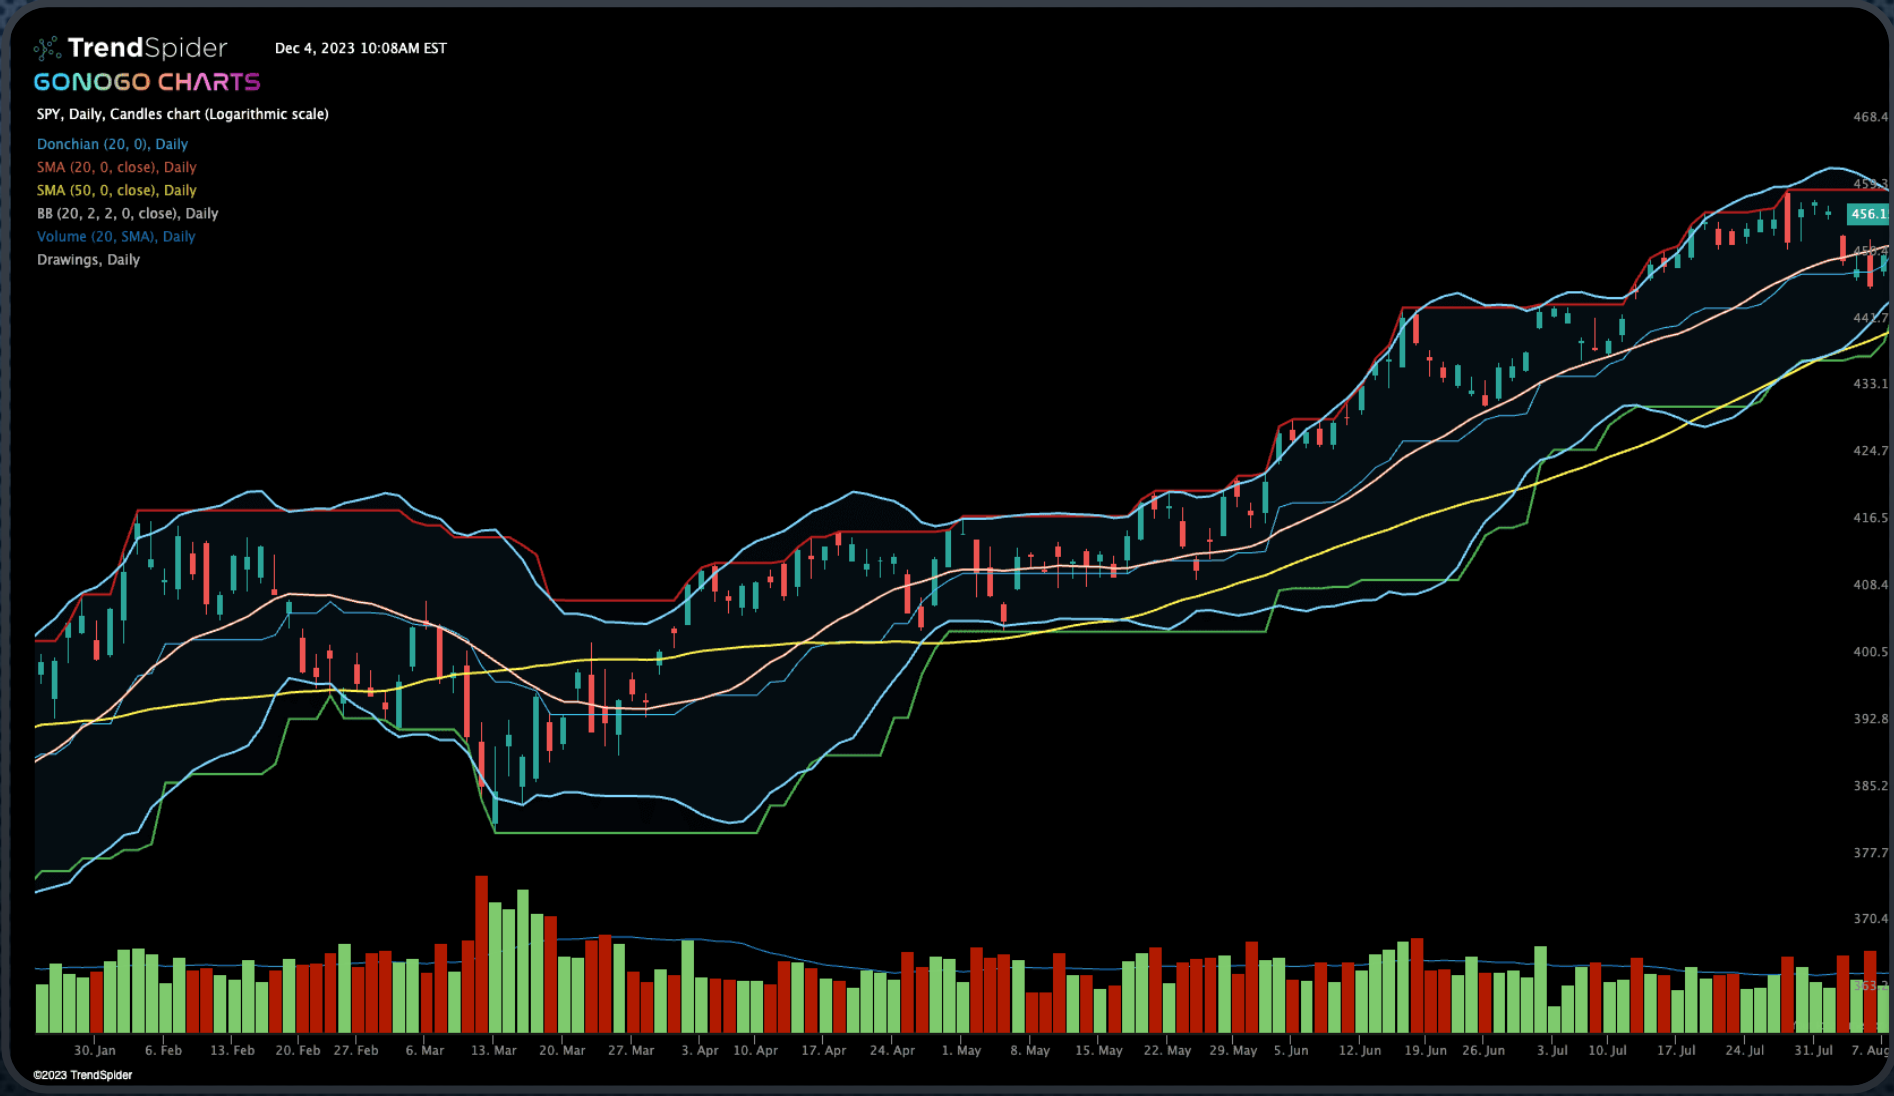 TrendSpider Dec 4, 2023 10:08AM EST
GONOGO CHARTS
SPY, Daily, Candles chart (Logarithmic scale)
Donchian (20, 0), Daily
SMA (20, 0, close), Daily
SMA (50, 0, close), Daily
BB (20, 2, 2, 0, close), Daily
Volume (20, SMA), Daily
Drawings, Daily
468.4
459.3
456.1
450.4
441.7
433.1
424.7
416.5
408.4
400.5
392.8
385.2
377.7
370.4
363.2
30. Jan 6. Feb 13. Feb 20. Feb 27. Feb 6. Mar 13. Mar 20. Mar 27. Mar 3. Apr 10. Apr 17. Apr 24. Apr 1. May 8. May 15. May 22. May 29. May 5. Jun 12. Jun 19. Jun 26. Jun 3. Jul 10. Jul 17. Jul 24. Jul 31. Jul 7. Aug
©2023 TrendSpider